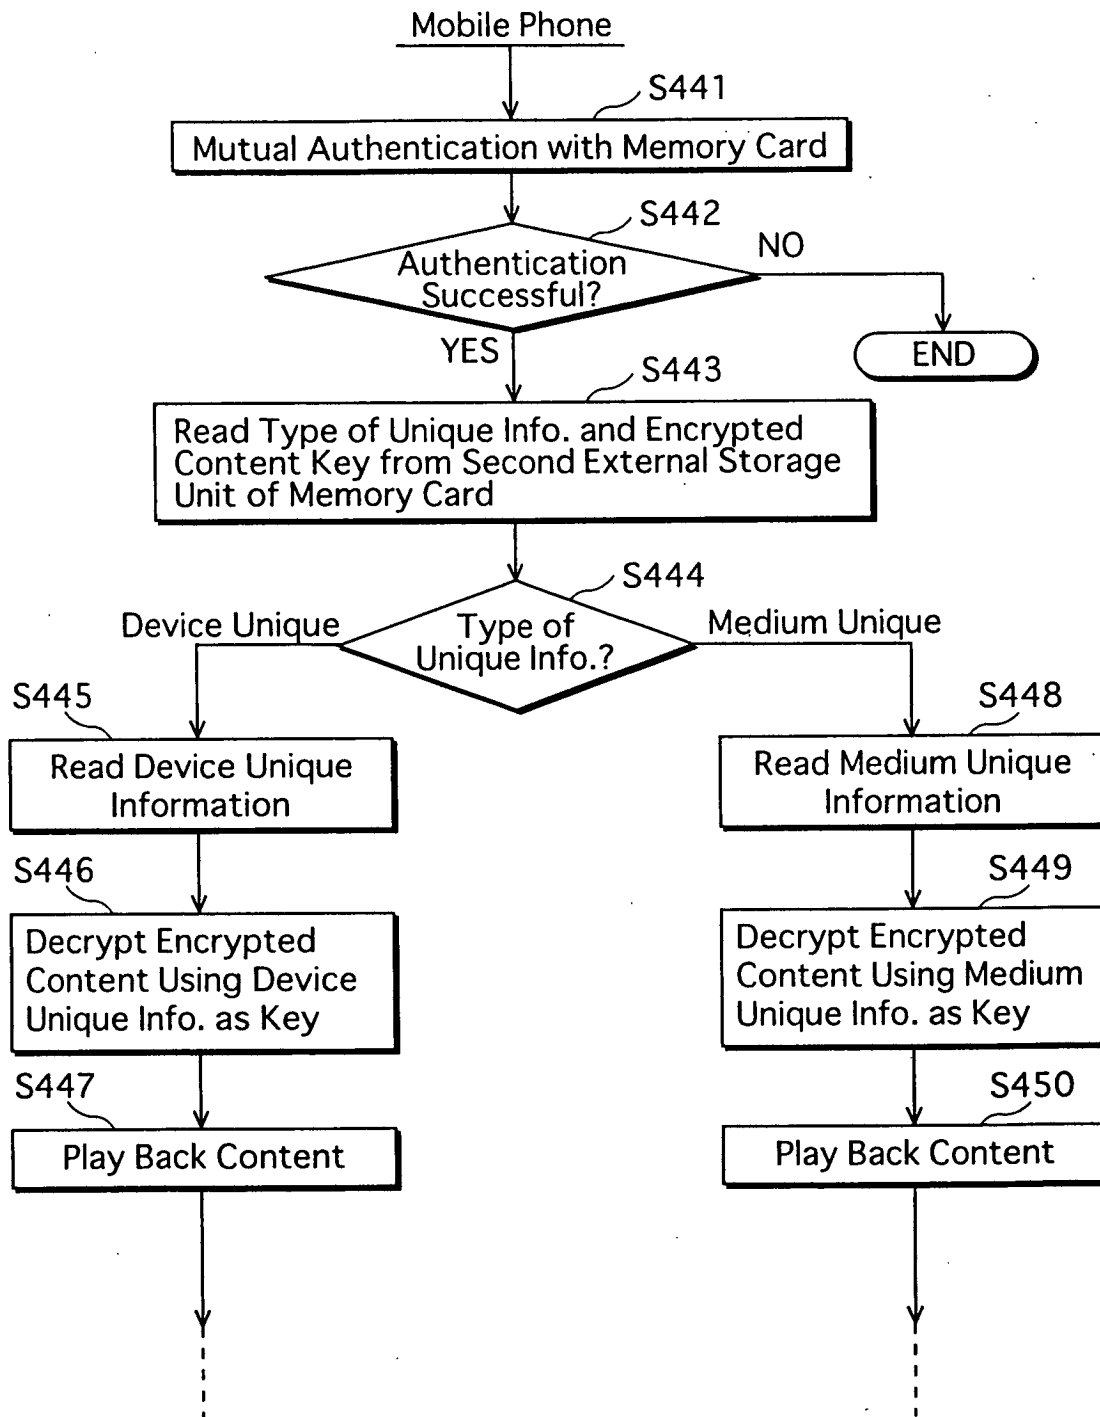 Mobile Phone
S441
Mutual Authentication with Memory Card
S442
Authentication
Successful?
NO
END
YES
S443
Read Type of Unique Info. and Encrypted
Content Key from Second External Storage
Unit of Memory Card
S444
Type of
Unique Info.?
Device Unique
Medium Unique
S445
Read Device Unique
Information
S448
Read Medium Unique
Information
S446
Decrypt Encrypted
Content Using Device
Unique Info. as Key
S449
Decrypt Encrypted
Content Using Medium
Unique Info. as Key
S447
Play Back Content
S450
Play Back Content